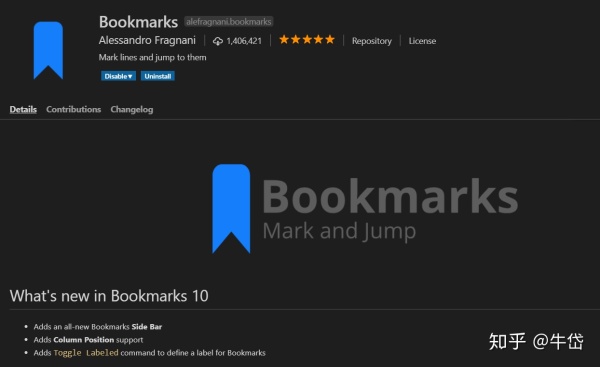 Bookmarks alefragnani.bookmarks
Alessandro Fragnani 1,406,421 Repository License
Mark lines and jump to them
Disable Uninstall
Details Contributions Changelog
Bookmarks
Mark and Jump
What's new in Bookmarks 10
Adds an all-new Bookmarks Side Bar
Adds Column Position support
Adds Toggle Labeled command to define a label for Bookmarks
知乎 @牛岱